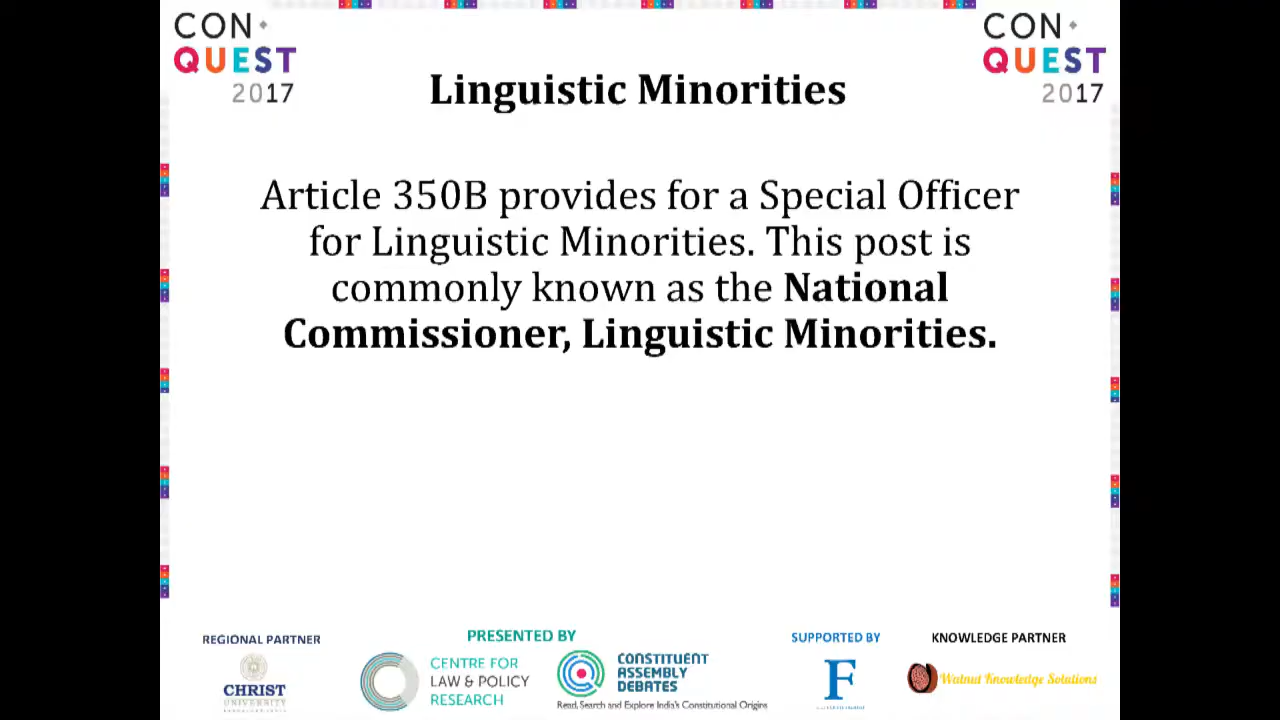 CON
QUEST
2017
CON
QUEST
2017
Linguistic Minorities
Article 350B provides for a Special Officer
for Linguistic Minorities. This post is
commonly known as the National
Commissioner, Linguistic Minorities.
REGIONAL PARTNER
CHRIST
UNIVERSITY
PRESENTED BY
CENTRE FOR
LAW & POLICY
RESEARCH
CONSTITUENT
ASSEMBLY
DEBATES
Read, Search and Explore India's Constitutional Origins
SUPPORTED BY
F
KNOWLEDGE PARTNER
Walnut Knowledge Solutions